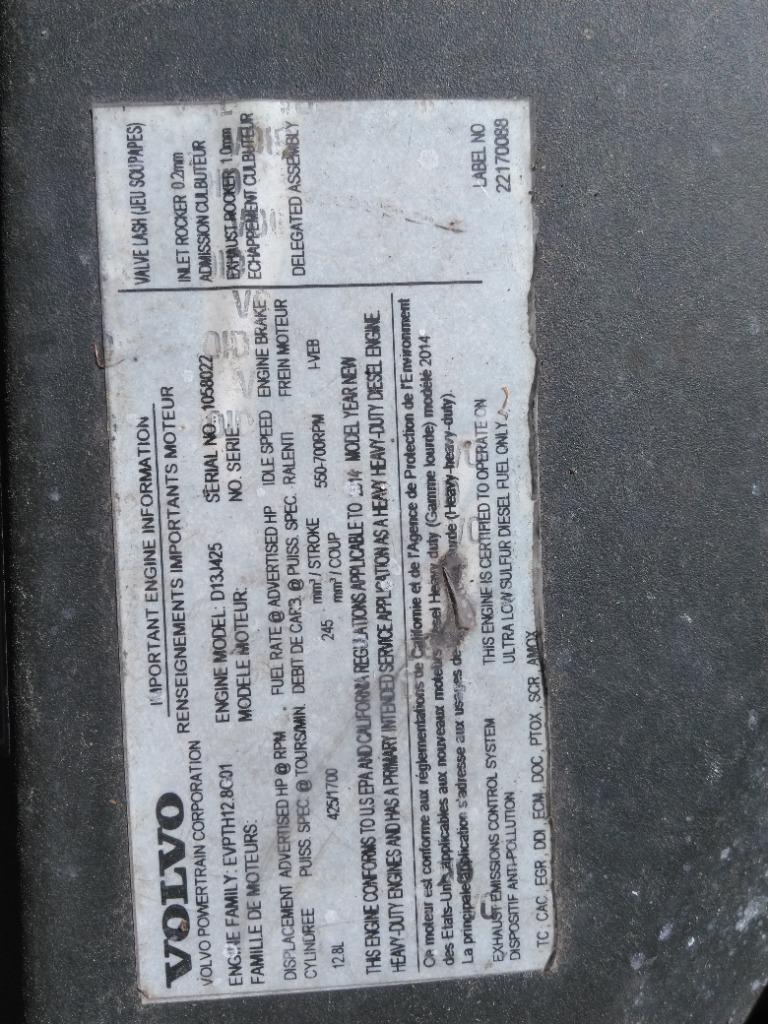 VOLVO
VOLVO POWERTRAIN CORPORATION
IMPORTANT ENGINE INFORMATION
RENSEIGNEMENTS IMPORTANTS MOTEUR
ENGINE FAMILY: EVPTH12.8G01 ENGINE MODEL: D13J425 SERIAL NO. 1058022
FAMILLE DE MOTEURS: MODELE MOTEUR: NO. SERIE
DISPLACEMENT ADVERTISED HP @ RPM FUEL RATE @ ADVERTISED HP IDLE SPEED ENGINE BRAKE
CYLINDREE PUISS. SPEC. @ TOURS/MIN. DEBIT DE CARB. @ PUISS. SPEC. RALENTI FREIN MOTEUR
12.8L 425/1700 245 mm³ / STROKE 550-700RPM I-VEB
mm³ / COUP
THIS ENGINE CONFORMS TO U.S EPA AND CALIFORNIA REGULATIONS APPLICABLE TO 2014 MODEL YEAR NEW
HEAVY-DUTY ENGINES AND HAS A PRIMARY INTENDED SERVICE APPLICATION AS A HEAVY HEAVY-DUTY DIESEL ENGINE.
Ce moteur est conforme aux réglementations de Californie et de l'Agence de Protection de l'Environment
des Etats-Unis applicables aux nouveaux moteurs Heavy duty (Gamme lourde) modèle 2014
La principale application s'adresse aux usages de (Heavy heavy-duty).
EXHAUST EMISSIONS CONTROL SYSTEM
DISPOSITIF ANTI-POLLUTION
THIS ENGINE IS CERTIFIED TO OPERATE ON
ULTRA LOW SULFUR DIESEL FUEL ONLY
TC, CAC, EGR, DDI, ECM, DOC, PTOX, SCR, AMOX
VALVE LASH (JEU SOUPAPES)
INLET ROCKER 0.2mm
ADMISSION CULBUTEUR
EXHAUST ROCKER 1.0mm
ECHAPPEMENT CULBUTEUR
DELEGATED ASSEMBLY
LABEL NO
22170088